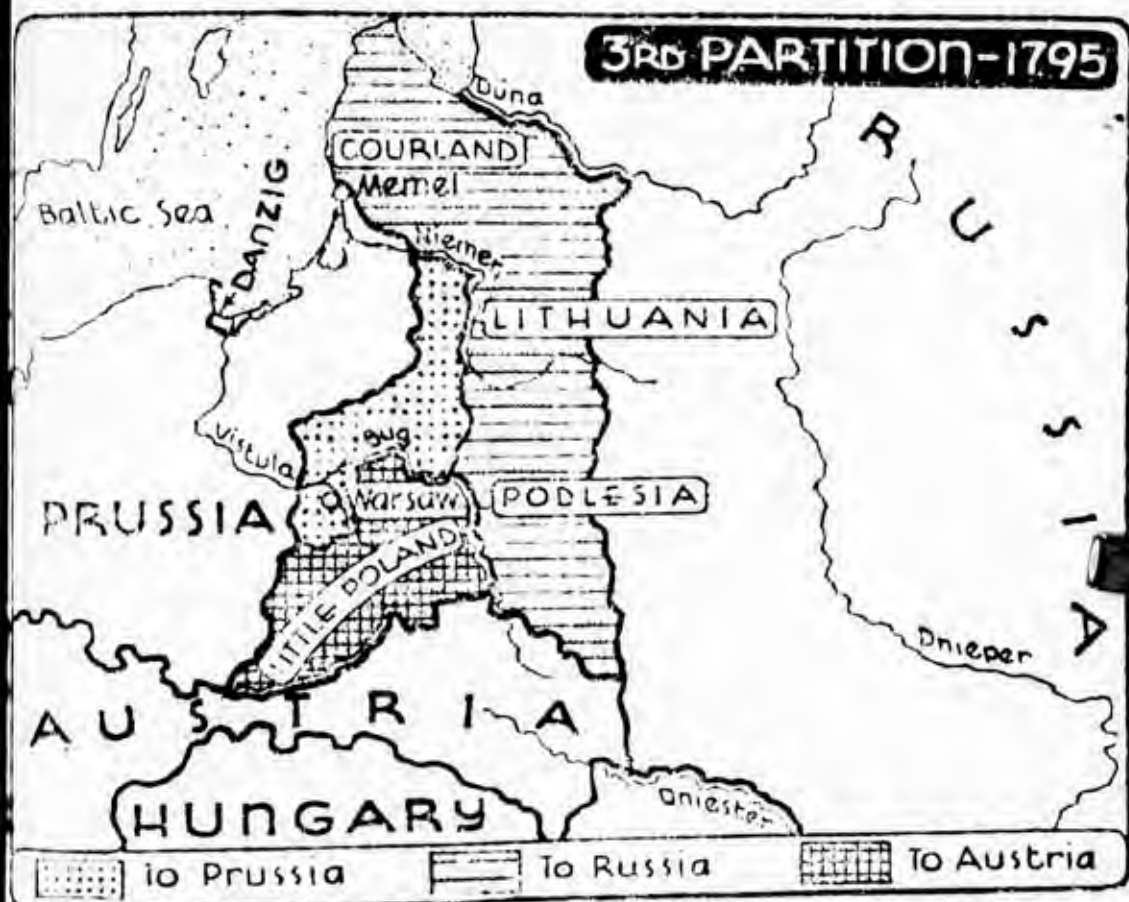 3RD PARTITION-1795
Duna
RUSSIA
COURLAND
Memel
Baltic Sea
DANZIG
Niemen
LITHUANIA
Bug
Vistula
Warsaw
PODLESIA
PRUSSIA
LITTLE POLAND
Dnieper
AUSTRIA
Dniester
HUNGARY
To Prussia
To Russia
To Austria